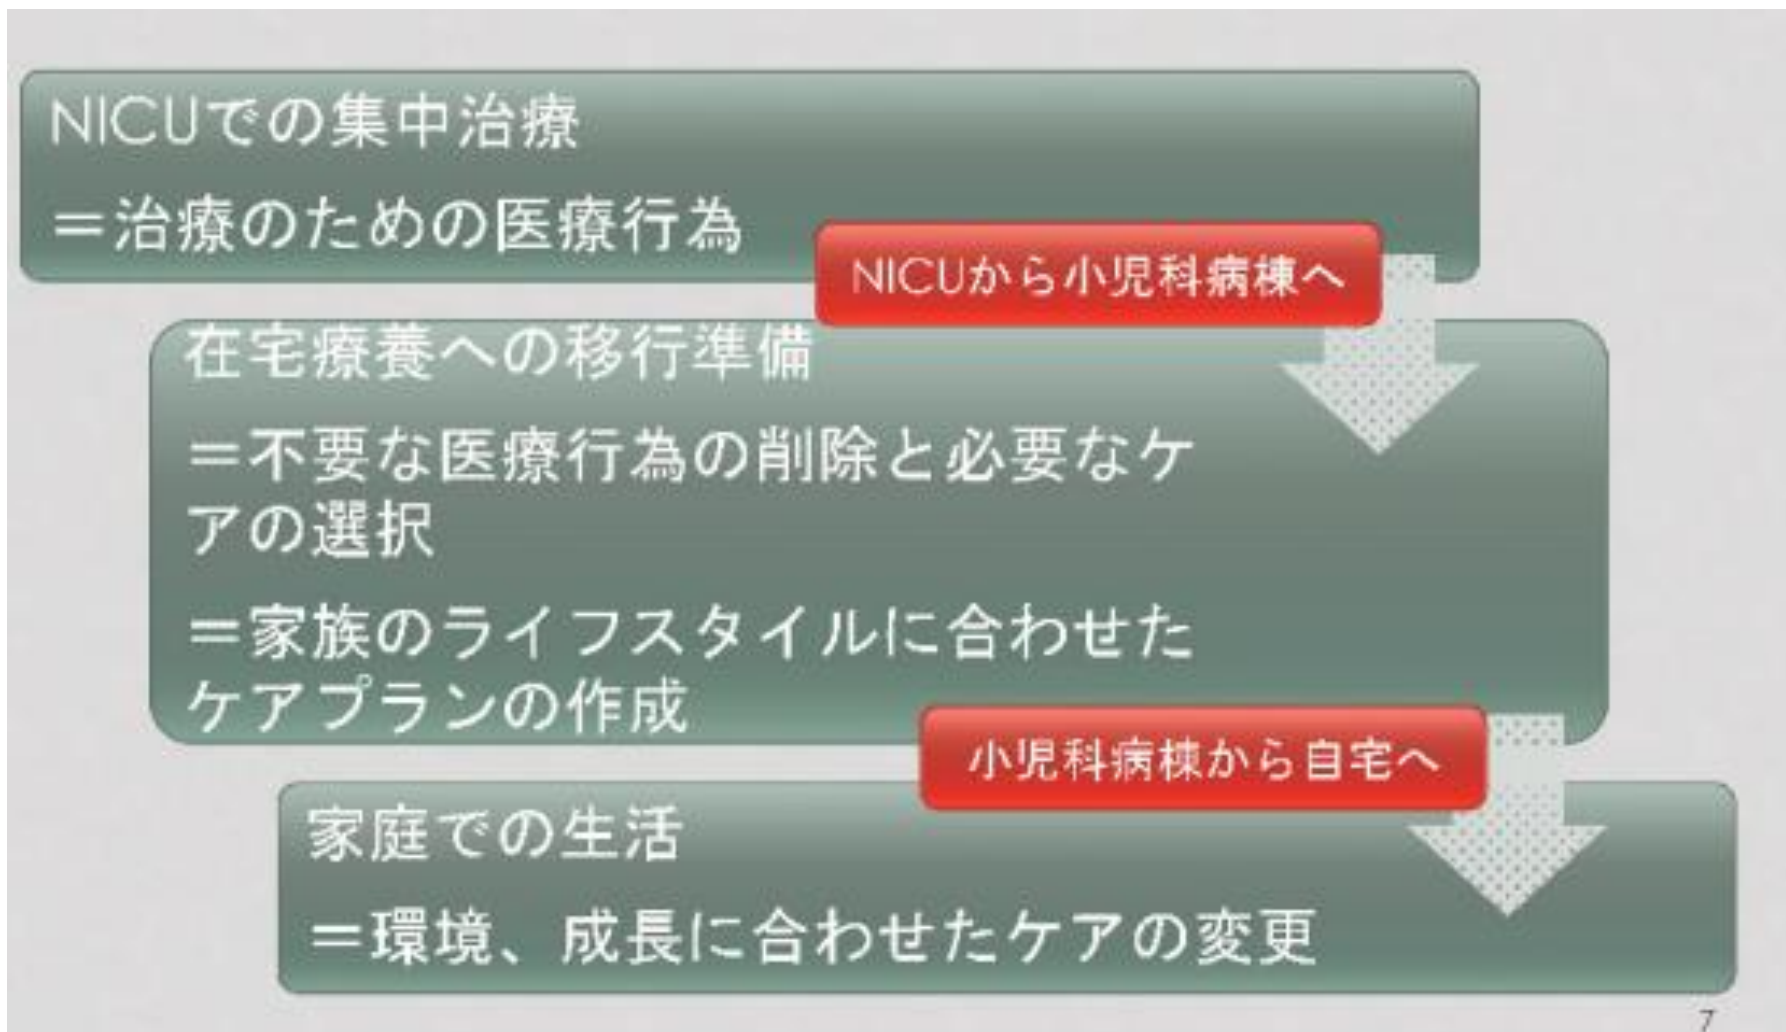 NICUでの集中治療
＝治療のための医療行為
NICUから小児科病棟へ
在宅療養への移行準備
＝不要な医療行為の削除と必要なケ
アの選択
＝家族のライフスタイルに合わせた
ケアプランの作成
小児科病棟から自宅へ
家庭での生活
＝環境、成長に合わせたケアの変更
7